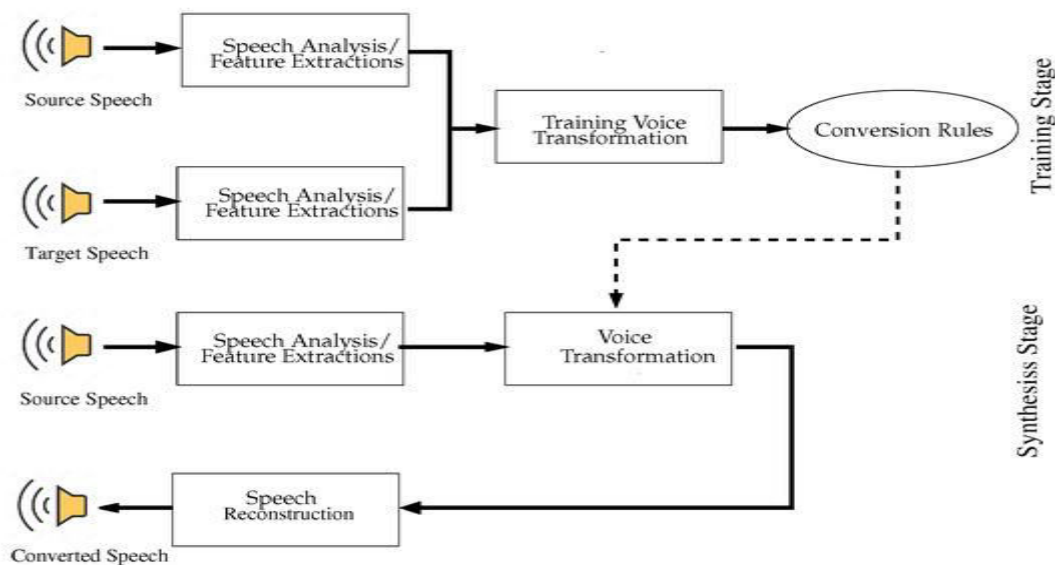 Speech Analysis/
Feature Extractions
Source Speech
Training Voice
Transformation
Conversion Rules
Training Stage
Speech Analysis/
Feature Extractions
Target Speech
Speech Analysis/
Feature Extractions
Source Speech
Voice
Transformation
Synthesiss Stage
Speech
Reconstruction
Converted Speech